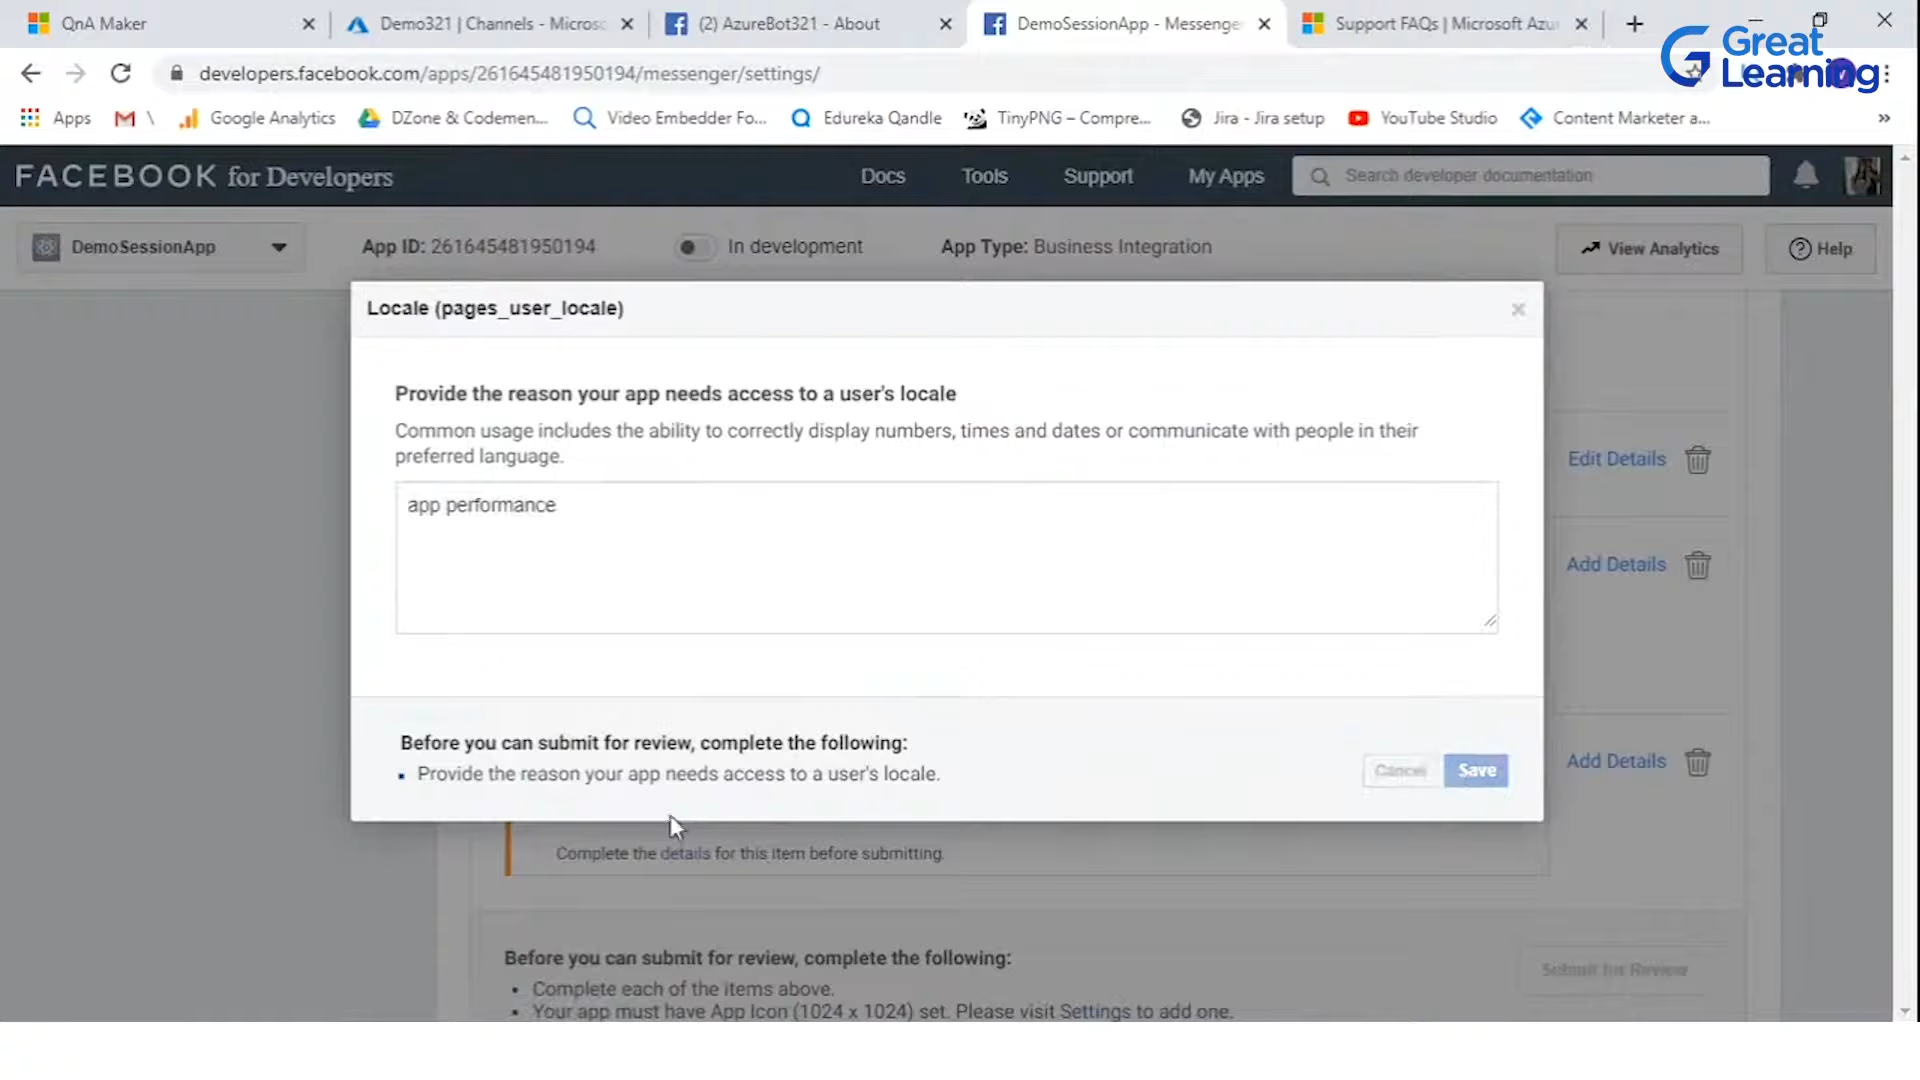 QnA Maker
Demo321 | Channels - Microsc
(2) AzureBot321 - About
DemoSessionApp - Messenge
Support FAQs | Microsoft Azu
Great
Learning
developers.facebook.com/apps/261645481950194/messenger/settings/
Apps
Google Analytics
DZone & Codemen...
Video Embedder Fo...
Edureka Qandle
TinyPNG – Compre...
Jira - Jira setup
YouTube Studio
Content Marketer a...
FACEBOOK for Developers
Docs
Tools
Support
My Apps
Search developer documentation
DemoSessionApp
App ID: 261645481950194
In development
App Type: Business Integration
View Analytics
Help
Locale (pages_user_locale)
Provide the reason your app needs access to a user's locale
Common usage includes the ability to correctly display numbers, times and dates or communicate with people in their
preferred language.
app performance
Edit Details
Add Details
Before you can submit for review, complete the following:
Provide the reason your app needs access to a user's locale.
Cancel
Save
Add Details
Complete the details for this item before submitting.
Before you can submit for review, complete the following:
Complete each of the items above.
Your app must have App Icon (1024 x 1024) set. Please visit Settings to add one.
Submit for Review